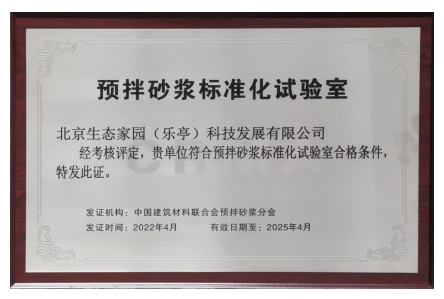 预拌砂浆标准化试验室
北京生态家园（乐亭）科技发展有限公司
经考核评定，贵单位符合预拌砂浆标准化试验室合格条件，
特发此证。
发证机构：中国建筑材料联合会预拌砂浆分会
发证时间：2022年4月 有效日期至：2025年4月